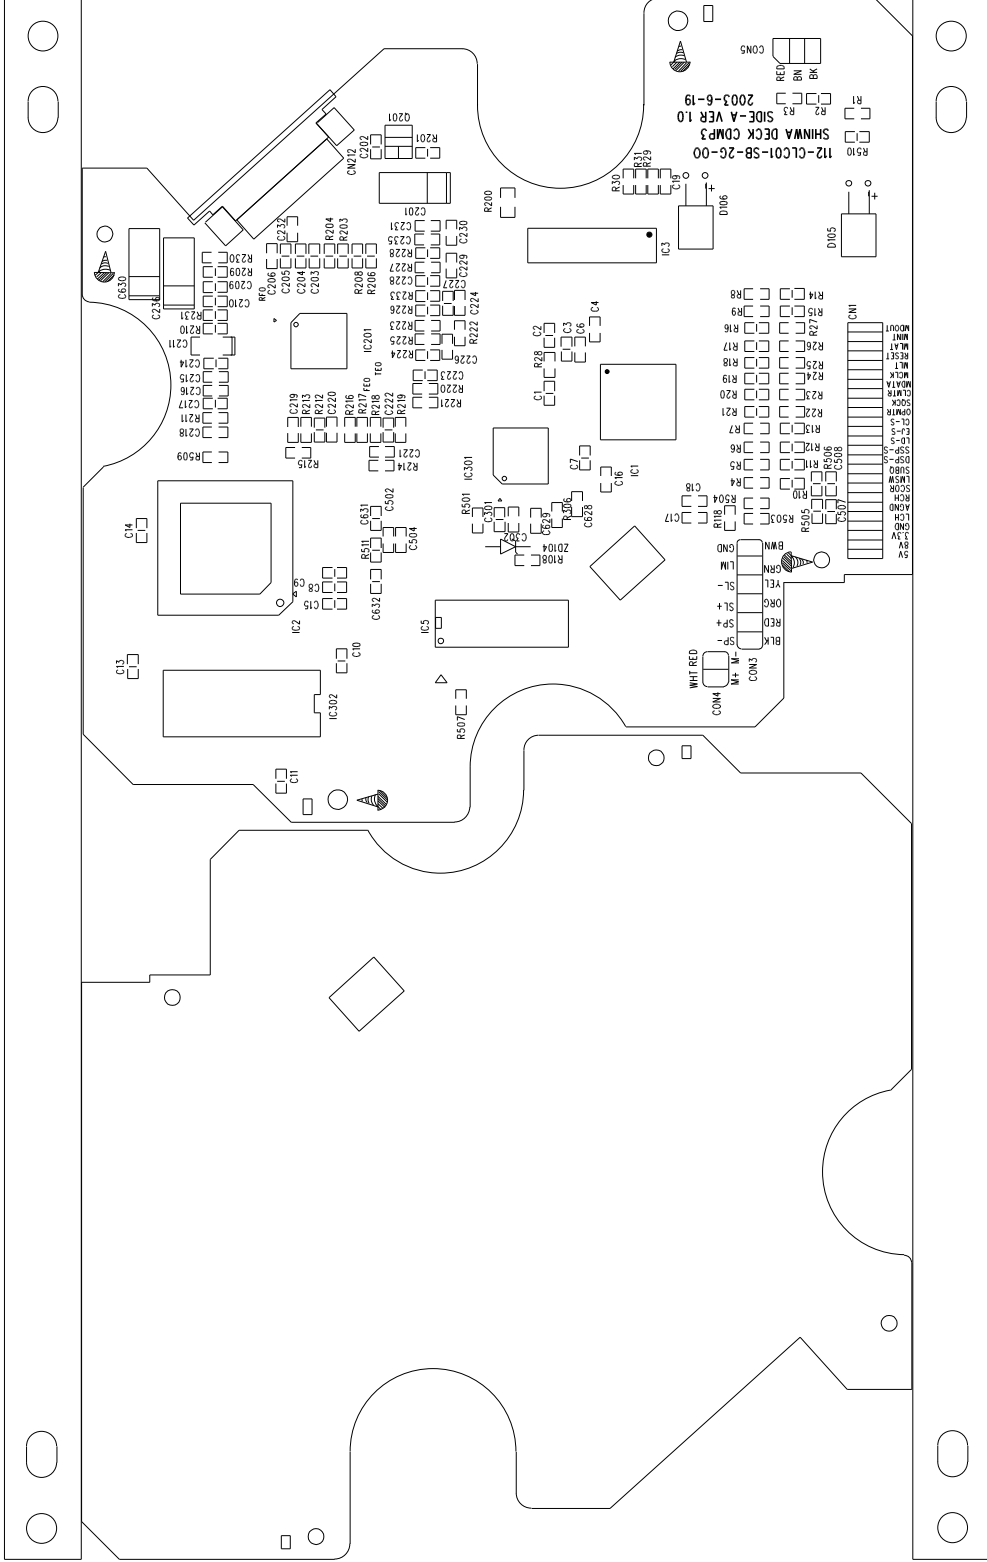 CON5
RED
BN
BK
2003-6-19
SIDE-A VER 1.0
SHINWA DECK CDMP3
112-CLC01-SB-2G-00
R3
R2
R1
R510
Q201
C202
R201
CN212
C201
R200
R30
R31
R29
C19
D106
D105
IC3
C232
R204
R203
C231
C235
C230
R228
R227
C229
C228
C227
R233
C224
R226
R223
R222
R225
R224
C226
C206
C205
C204
C203
R208
R206
RFO
C630
C236
R230
R209
C209
C210
R231
R210
C211
C214
C215
C216
C217
R211
C218
R509
IC201
TEO
FEO
C223
R220
R221
C219
R213
R212
C220
R216
R217
R218
C222
R219
R215
C221
R214
C2
C3
C6
C4
R28
C1
IC1
IC301
C7
C16
R8
R9
R16
R17
R18
R19
R20
R21
R7
R6
R5
R4
R14
R15
R27
R26
R25
R24
R23
R22
R13
R12
R11
R10
R506
C508
R505
C507
CN1
MDOUT
MINT
MLAT
RESET
MLT
MCLK
MDATA
CLMTR
SQCK
OPMTR
CL-S
EJ-S
LD-S
SSP-S
DSP-S
SUBQ
LMSW
SCOR
RCH
AGND
LCH
GND
3.3V
8V
5V
C18
C17
R504
R118
R503
R501
C301
C302
C629
R306
C628
ZD104
R108
C14
C631
C502
R511
C504
C9
C8
C15
C632
IC2
IC5
C13
C10
IC302
R507
C11
GND
LIM
SL-
SL+
SP+
SP-
BWN
GRN
YEL
ORG
RED
BLK
CON3
WHT RED
M+ M-
CON4